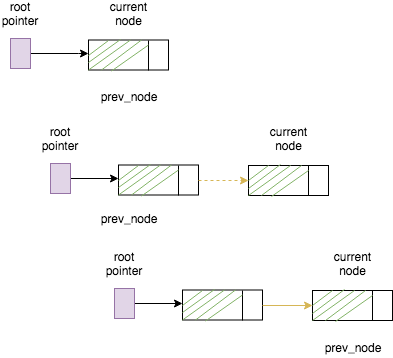 root
pointer
current
node
prev_node
root
pointer
current
node
prev_node
root
pointer
current
node
prev_node